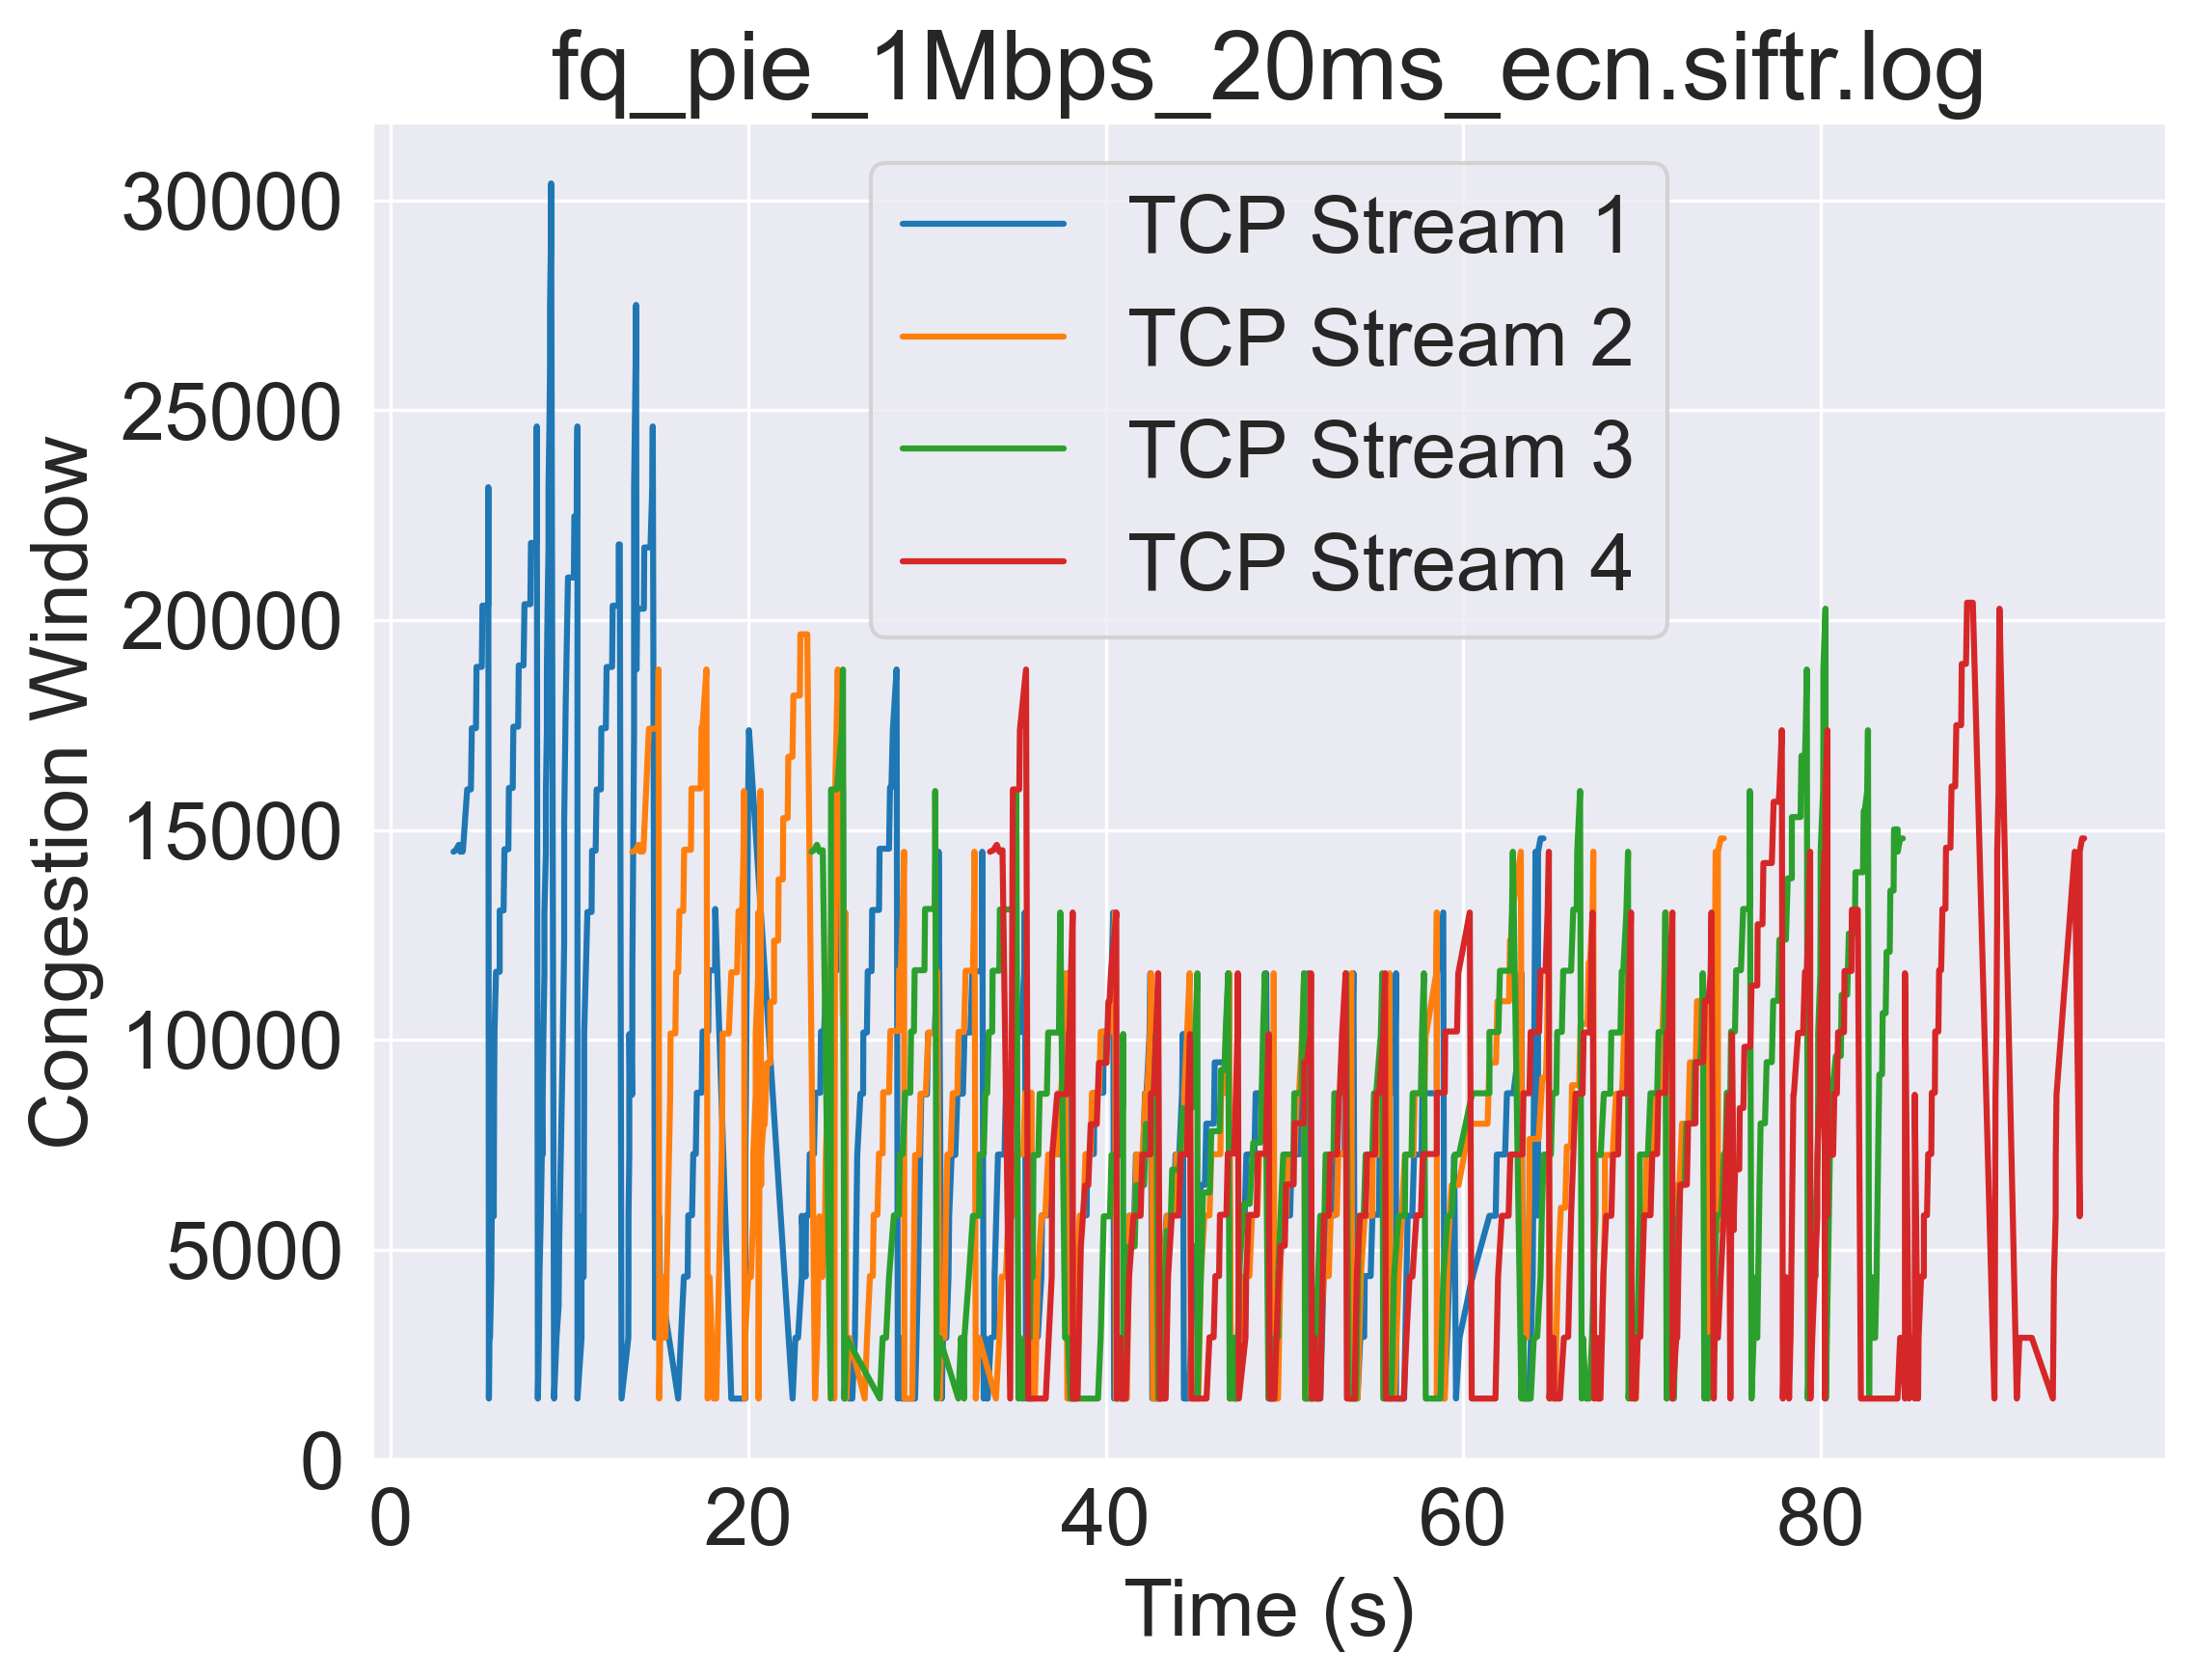 fq_pie_1Mbps_20ms_ecn.siftr.log
TCP Stream 1
TCP Stream 2
TCP Stream 3
TCP Stream 4
Congestion Window
30000
25000
20000
15000
10000
5000
0
0 20 40 60 80
Time (s)